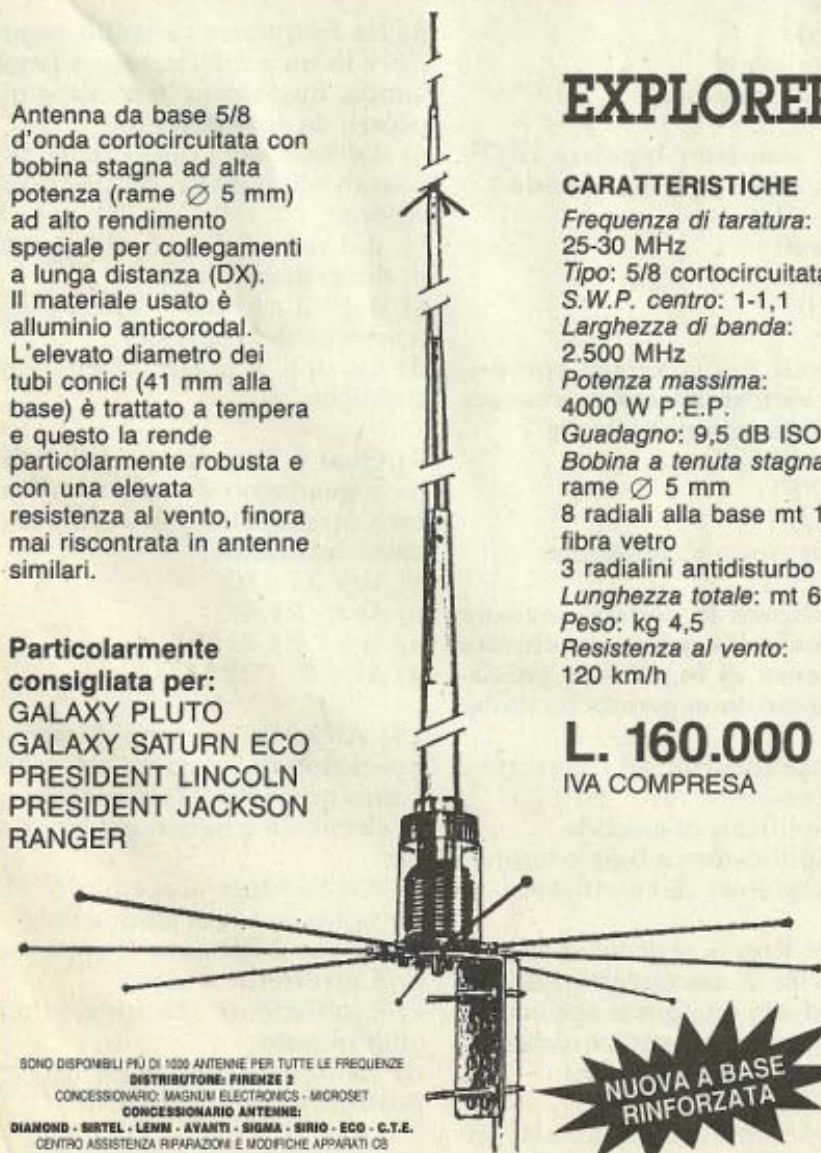 Antenna da base 5/8
d'onda cortocircuitata con
bobina stagna ad alta
potenza (rame ∅ 5 mm)
ad alto rendimento
speciale per collegamenti
a lunga distanza (DX).
Il materiale usato è
alluminio anticorodal.
L'elevato diametro dei
tubi conici (41 mm alla
base) è trattato a tempera
e questo la rende
particolarmente robusta e
con una elevata
resistenza al vento, finora
mai riscontrata in antenne
similari.
Particolarmente
consigliata per:
GALAXY PLUTO
GALAXY SATURN ECO
PRESIDENT LINCOLN
PRESIDENT JACKSON
RANGER
EXPLORER
CARATTERISTICHE
Frequenza di taratura:
25-30 MHz
Tipo: 5/8 cortocircuitata
S.W.P. centro: 1-1,1
Larghezza di banda:
2.500 MHz
Potenza massima:
4000 W P.E.P.
Guadagno: 9,5 dB ISO
Bobina a tenuta stagna
rame ∅ 5 mm
8 radiali alla base mt 1
fibra vetro
3 radialini antidisturbo
Lunghezza totale: mt 6
Peso: kg 4,5
Resistenza al vento:
120 km/h
L. 160.000
IVA COMPRESA
NUOVA A BASE
RINFORZATA
SONO DISPONIBILI PIÙ DI 1000 ANTENNE PER TUTTE LE FREQUENZE
DISTRIBUTORE: FIRENZE 2
CONCESSIONARIO: MAGNUM ELECTRONICS - MICROSET
CONCESSIONARIO ANTENNE:
DIAMOND - SIRTEL - LEMM - AVANTI - SIGMA - SIRIO - ECO - C.T.E.
CENTRO ASSISTENZA RIPARAZIONI E MODIFICHE APPARATI CB